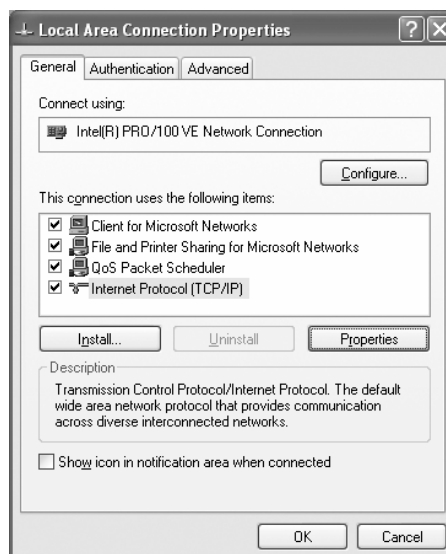 Local Area Connection Properties
General Authentication Advanced
Connect using:
Intel(R) PRO/100 VE Network Connection
Configure...
This connection uses the following items:
Client for Microsoft Networks
File and Printer Sharing for Microsoft Networks
QoS Packet Scheduler
Internet Protocol (TCP/IP)
Install... Uninstall Properties
Description
Transmission Control Protocol/Internet Protocol. The default
wide area network protocol that provides communication
across diverse interconnected networks.
Show icon in notification area when connected
OK Cancel